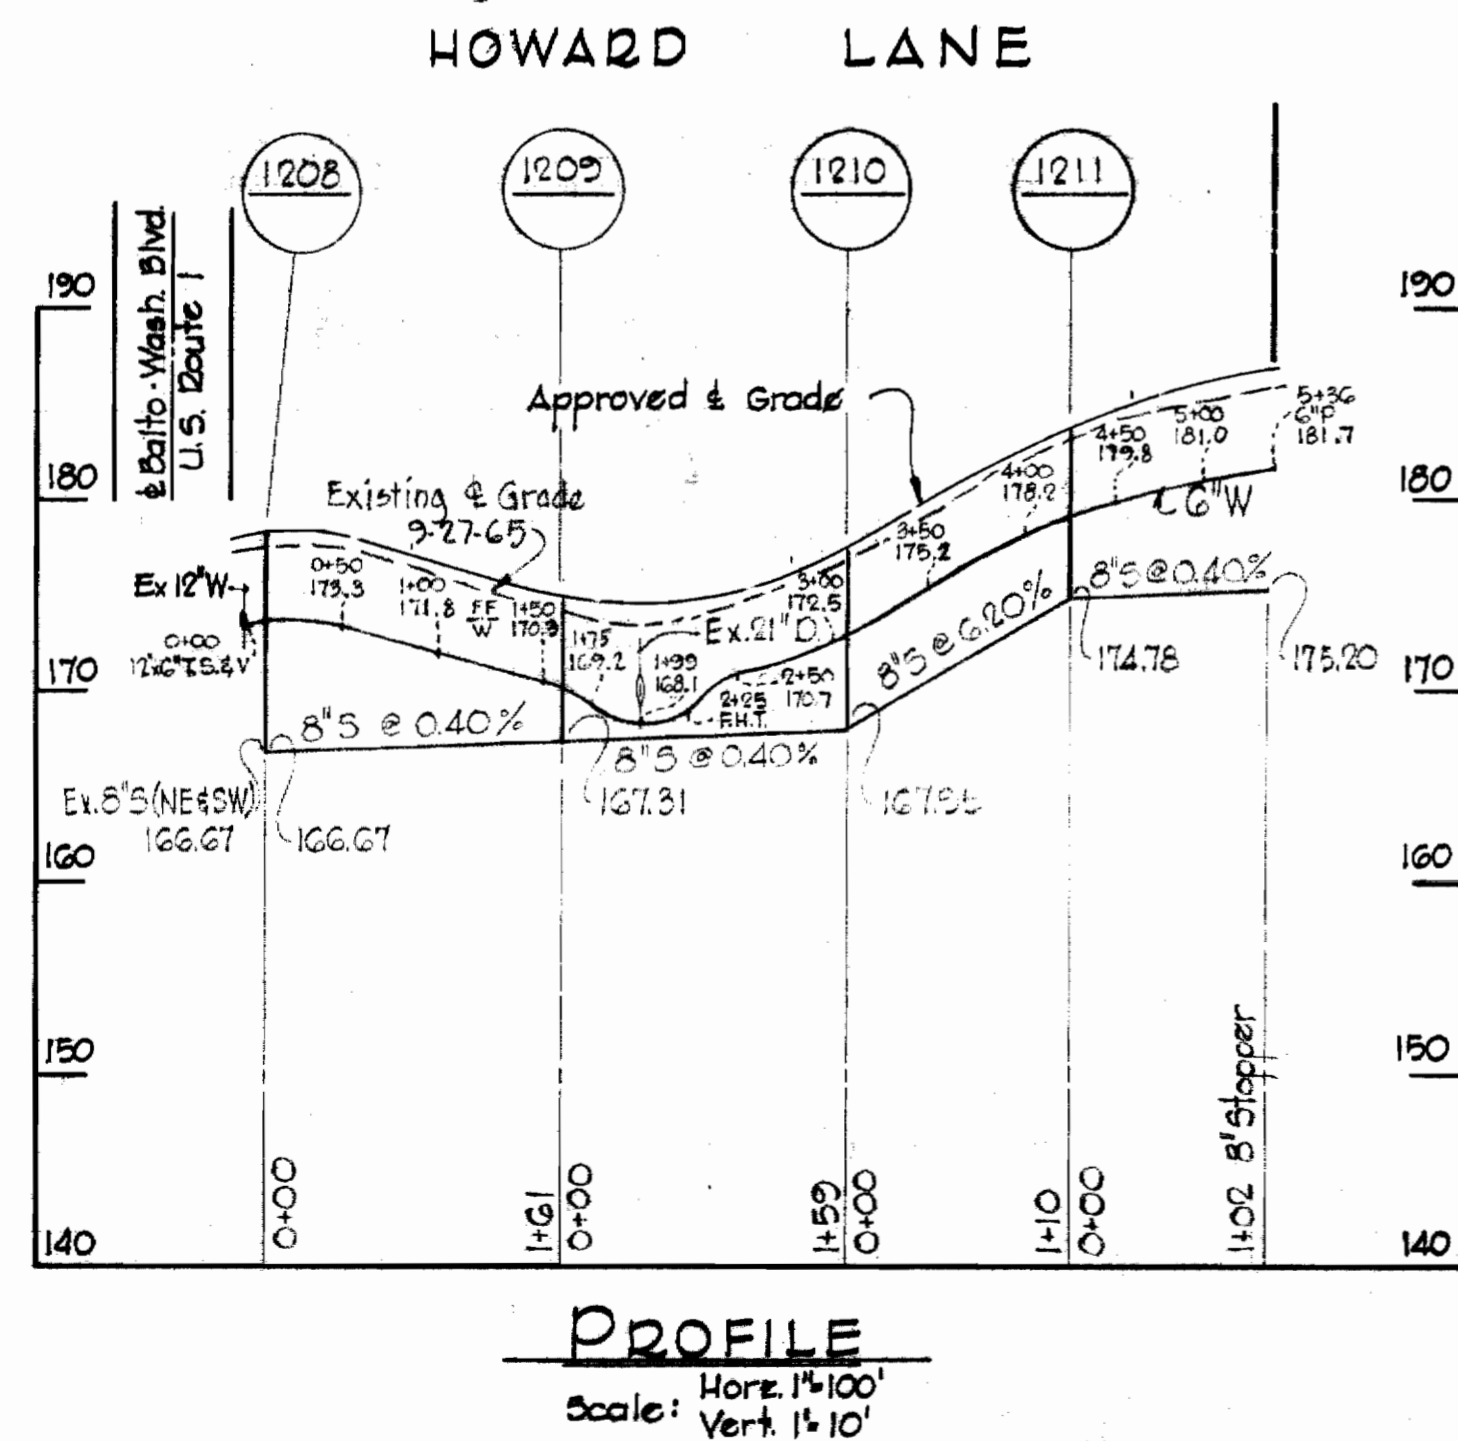 HOWARD LANE
1208
1209
1210
1211
℄ Balto.-Wash. Blvd.
U.S. Route 1
190
180
170
160
150
140
190
180
170
160
150
140
Approved ℄ Grade
Existing ℄ Grade
9-27-65
Ex 12"W
0+00
12"x6"T.S.&V
0+50
173.3
1+00
171.8
FF
W
1+50
170.3
1+75
169.2
1+99
168.1
Ex. 21" D
2+25
F.H.T.
2+50
170.7
3+00
172.5
3+50
175.2
4+00
178.2
4+50
179.8
5+00
181.0
5+36
6"P
181.7
6"W
8"S @ 0.40%
8"S @ 0.40%
8"S @ 6.20%
8"S @ 0.40%
Ex. 8"S (NE&SW)
166.67
166.67
167.31
167.95
174.78
175.20
0+00
1+61
0+00
1+59
0+00
1+10
0+00
1+02 8" Stopper
PROFILE
Scale: Horz. 1"=100'
Vert. 1"=10'